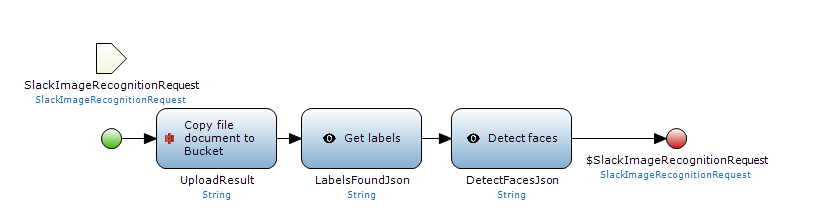 SlackImageRecognitionRequest
SlackImageRecognitionRequest
Copy file
document to
Bucket
UploadResult
String
Get labels
LabelsFoundJson
String
Detect faces
DetectFacesJson
String
$SlackImageRecognitionRequest
SlackImageRecognitionRequest